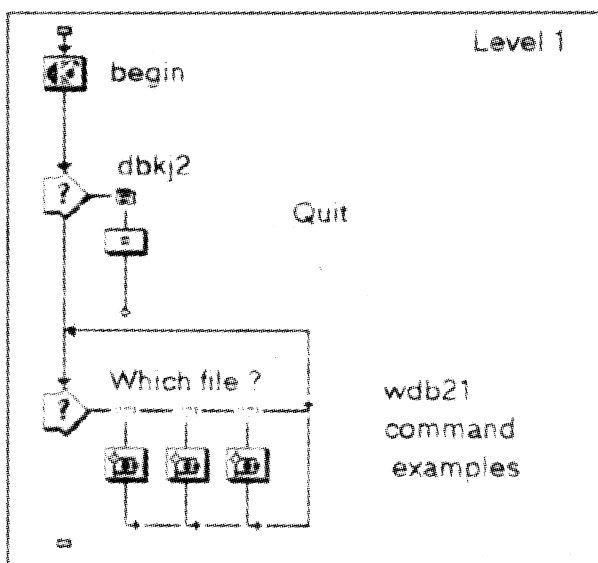 Level 1
begin
dbkj2
?
Quit
=
Which file ?
?
wdb21
command
examples